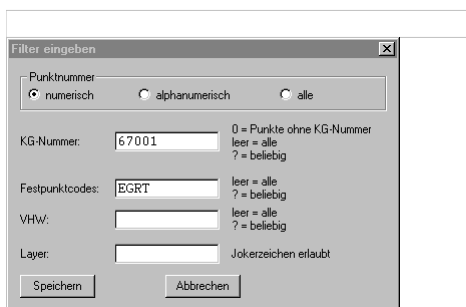 Filter eingeben
Punktnummer
numerisch alphanumerisch alle
0 = Punkte ohne KG-Nummer
KG-Nummer: 67001 leer = alle
? = beliebig
Festpunktcodes: EGRT leer = alle
? = beliebig
VHW: leer = alle
? = beliebig
Layer: Jokerzeichen erlaubt
Speichern Abbrechen